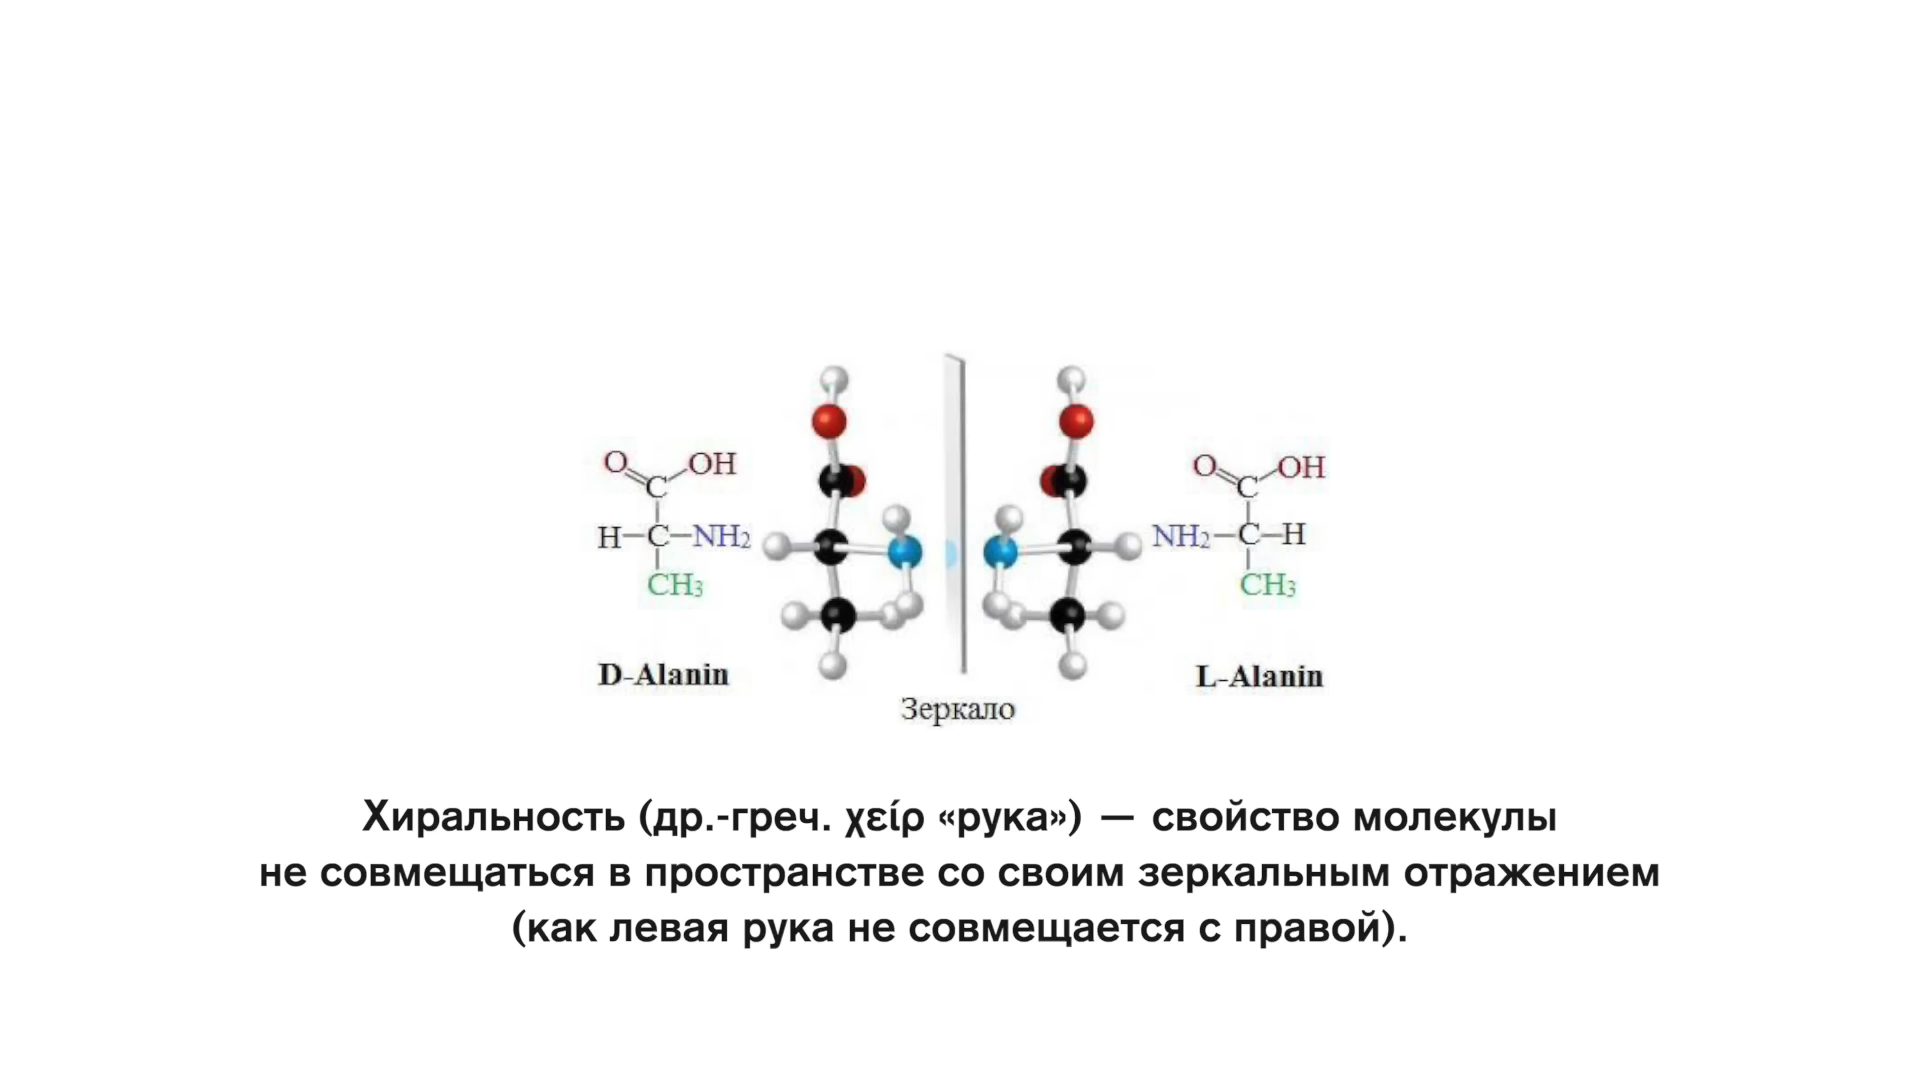 O OH
C
H–C–NH2
CH3
D-Alanin
O OH
C
NH2–C–H
CH3
L-Alanin
Зеркало
Хиральность (др.-греч. χείρ «рука») — свойство молекулы
не совмещаться в пространстве со своим зеркальным отражением
(как левая рука не совмещается с правой).